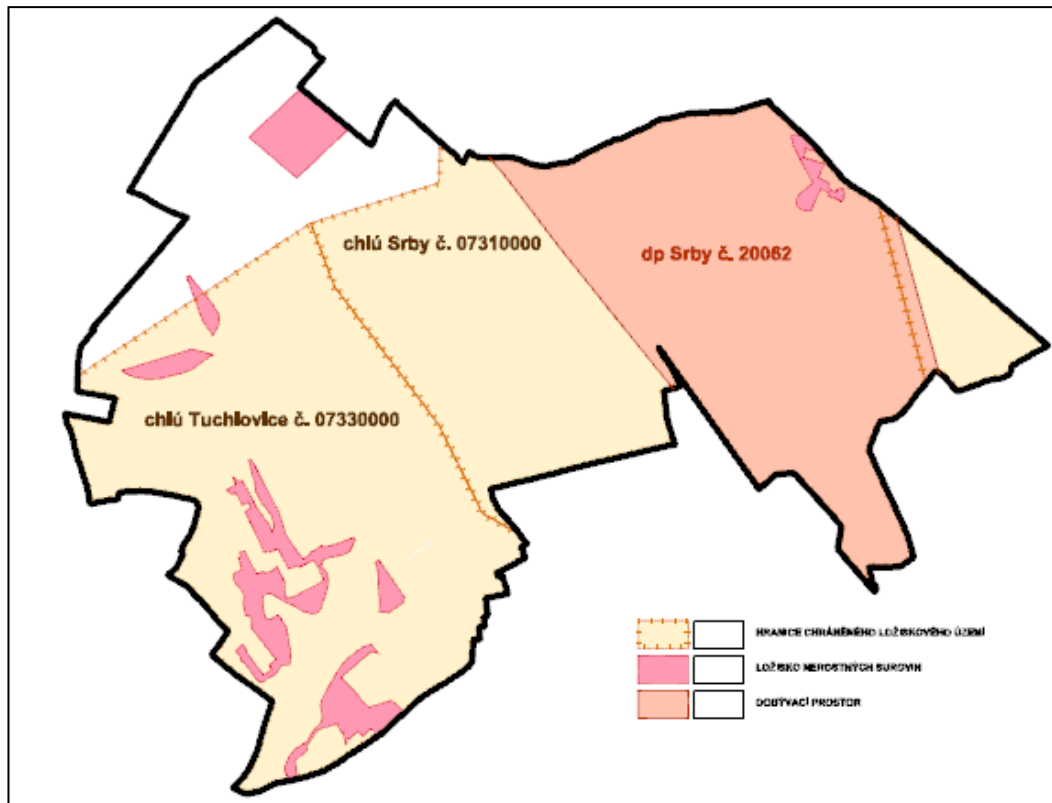 chlú Srby č. 07310000
dp Srby č. 20062
chlú Tuchlovice č. 07330000
HRANICE CHRÁNĚNÉHO LOŽISKOVÉHO ÚZEMÍ
LOŽISKO NEROSTNÝCH SUROVIN
DOBÝVACÍ PROSTOR